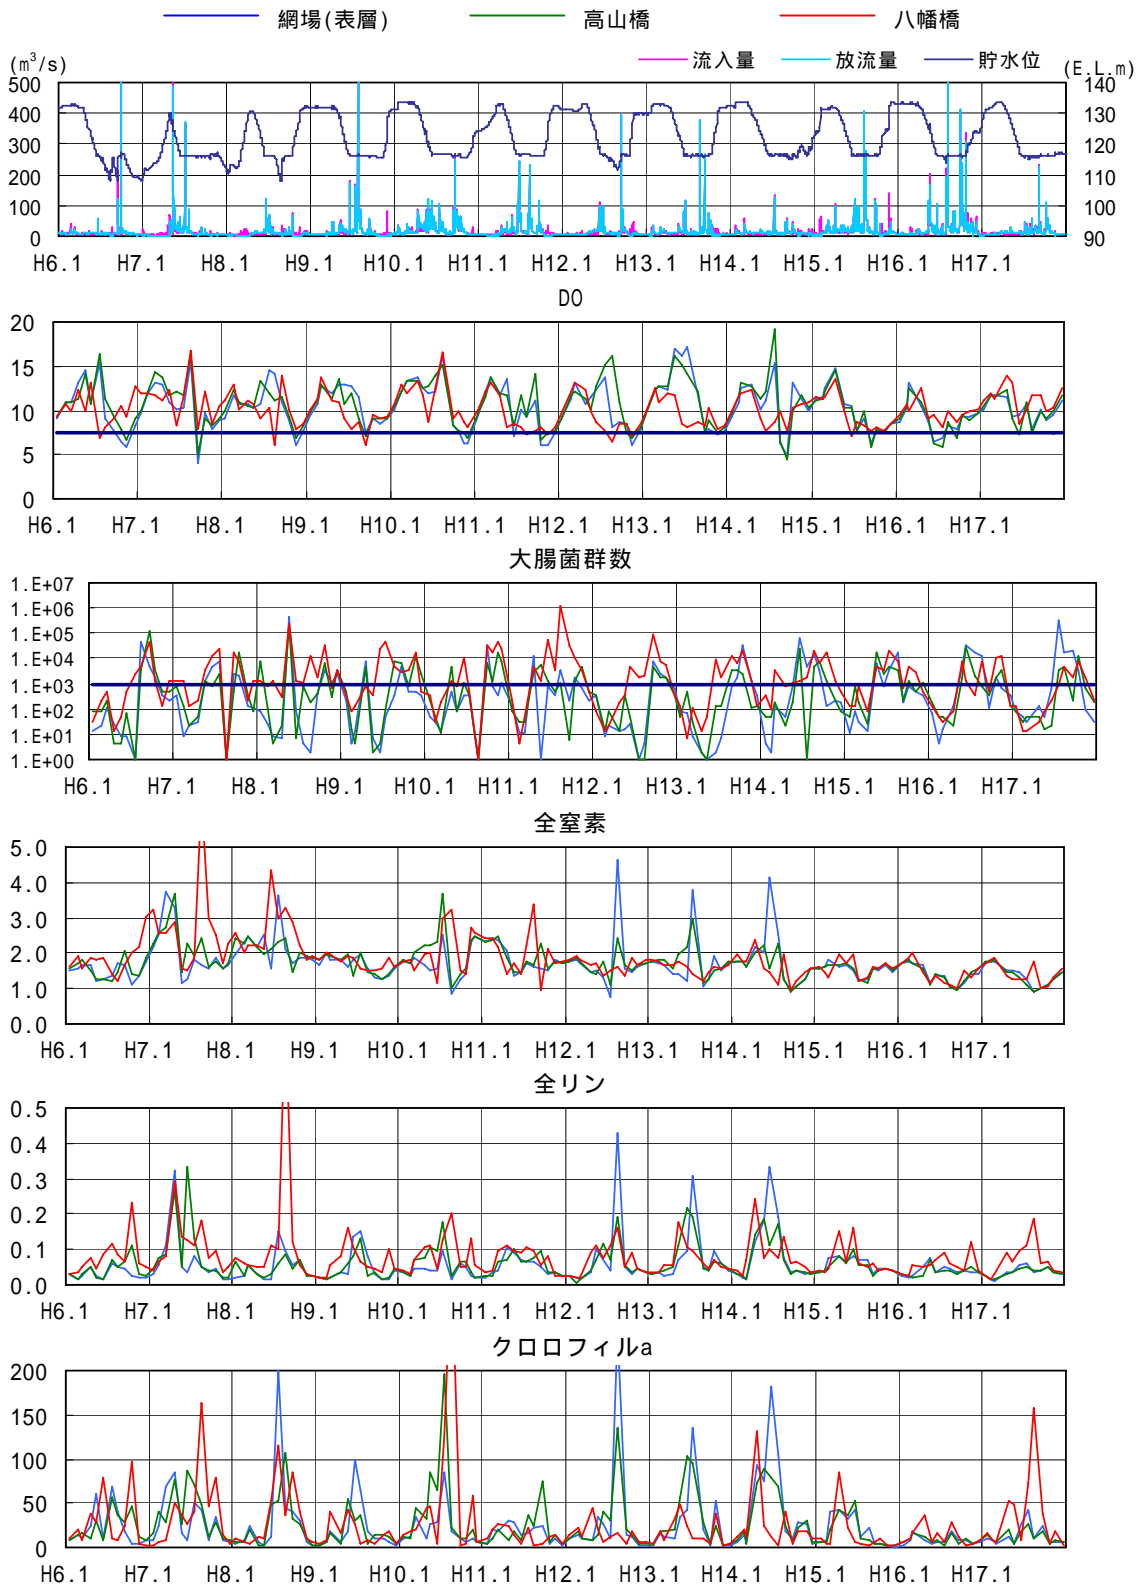 網場(表層) 高山橋 八幡橋
流入量 放流量 貯水位
(m³/s) (E.L.m)
500 140
400 130
300 120
200 110
100 100
0 90
H6.1 H7.1 H8.1 H9.1 H10.1 H11.1 H12.1 H13.1 H14.1 H15.1 H16.1 H17.1
DO
20
15
10
5
0
H6.1 H7.1 H8.1 H9.1 H10.1 H11.1 H12.1 H13.1 H14.1 H15.1 H16.1 H17.1
大腸菌群数
1.E+07
1.E+06
1.E+05
1.E+04
1.E+03
1.E+02
1.E+01
1.E+00
H6.1 H7.1 H8.1 H9.1 H10.1 H11.1 H12.1 H13.1 H14.1 H15.1 H16.1 H17.1
全窒素
5.0
4.0
3.0
2.0
1.0
0.0
H6.1 H7.1 H8.1 H9.1 H10.1 H11.1 H12.1 H13.1 H14.1 H15.1 H16.1 H17.1
全リン
0.5
0.4
0.3
0.2
0.1
0.0
H6.1 H7.1 H8.1 H9.1 H10.1 H11.1 H12.1 H13.1 H14.1 H15.1 H16.1 H17.1
クロロフィルa
200
150
100
50
0
H6.1 H7.1 H8.1 H9.1 H10.1 H11.1 H12.1 H13.1 H14.1 H15.1 H16.1 H17.1